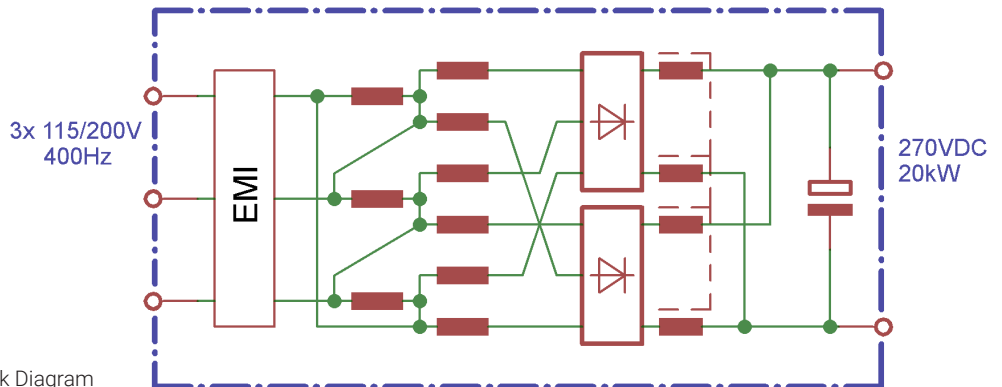 3x 115/200V
400Hz
EMI
270VDC
20kW
k Diagram